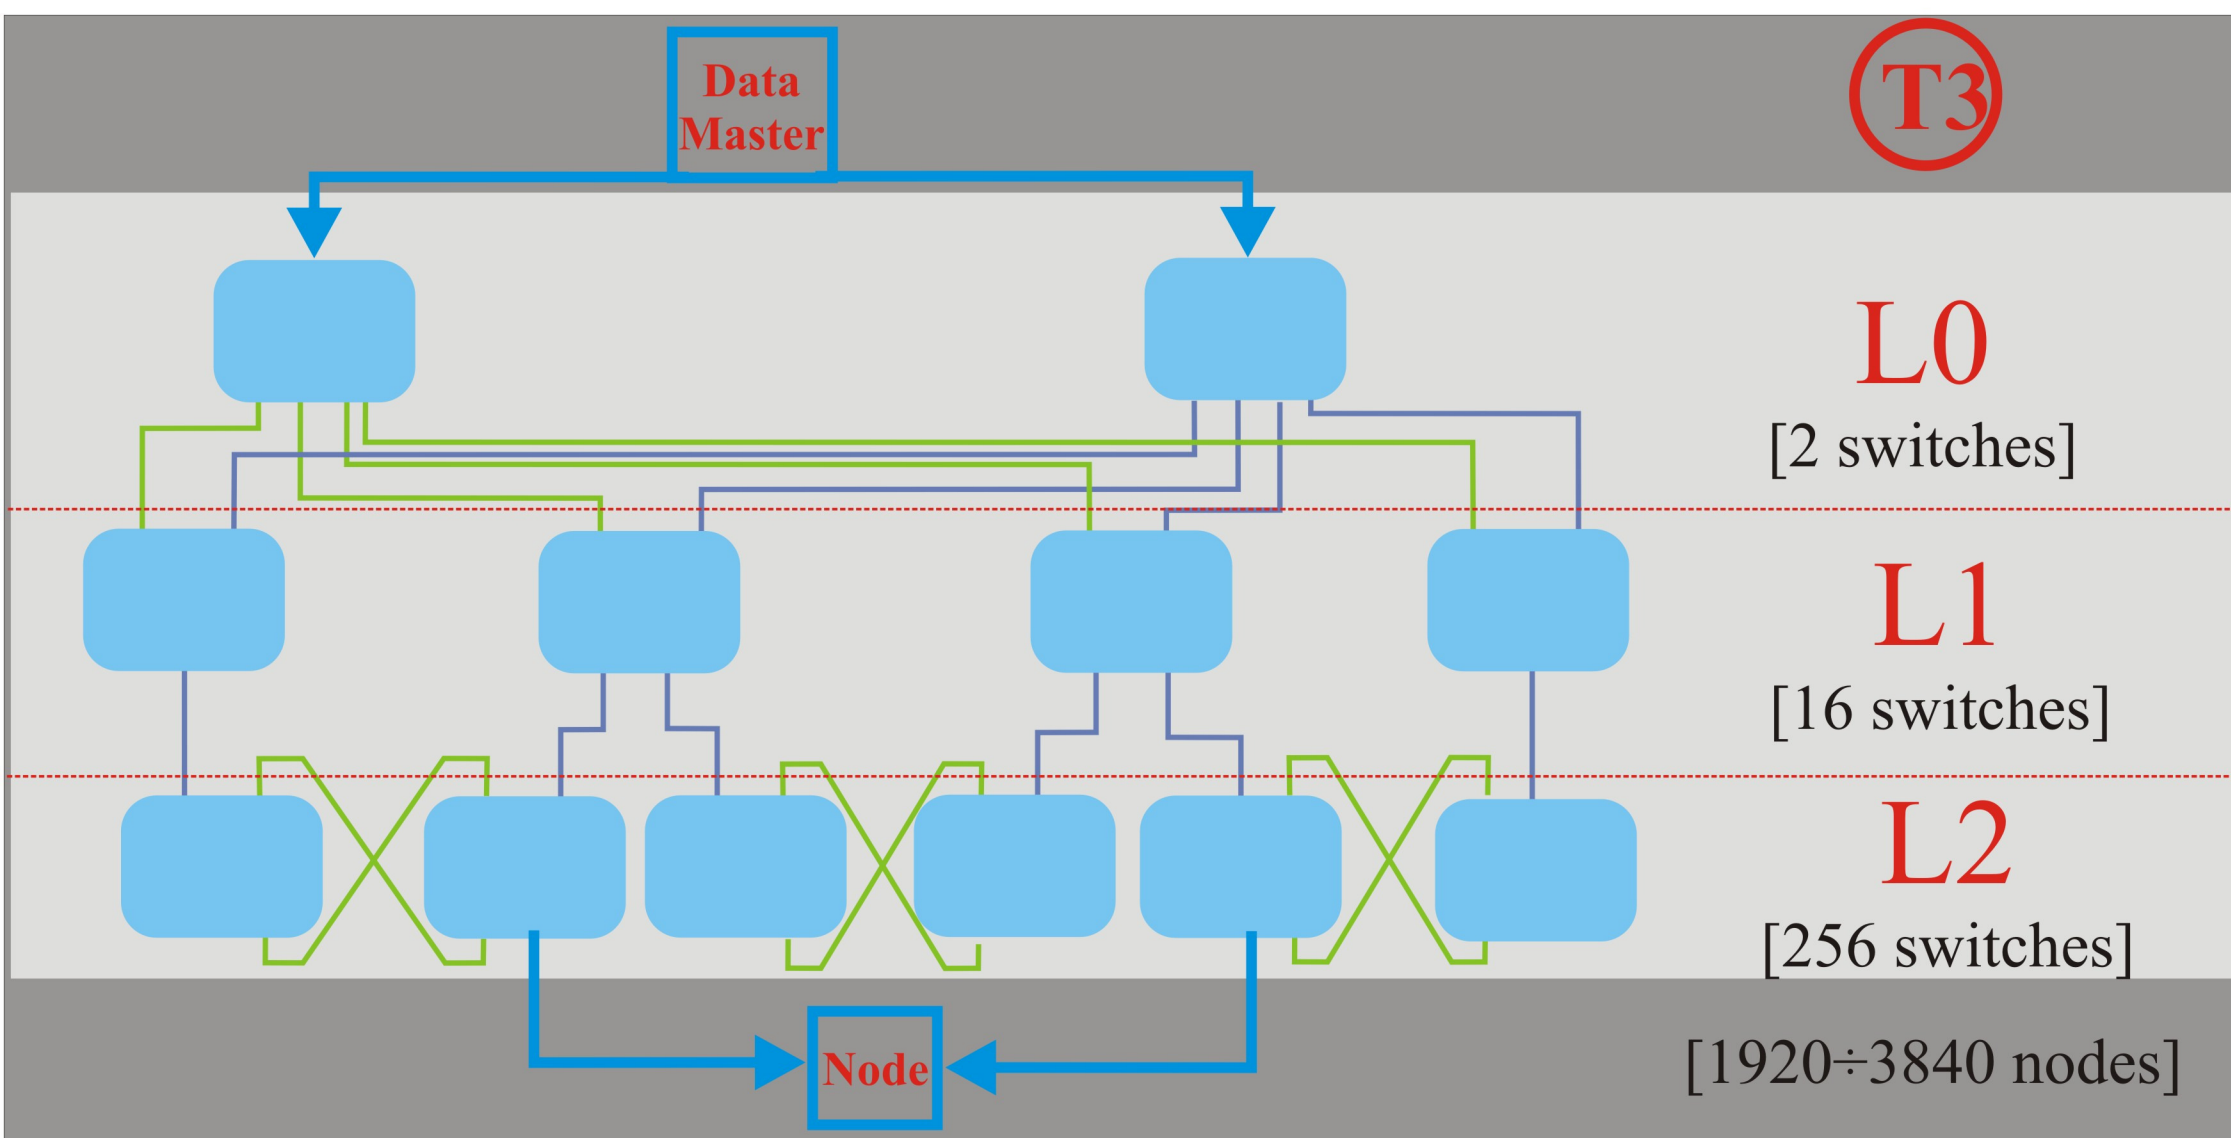 Data
Master
T3
L0
[2 switches]
L1
[16 switches]
L2
[256 switches]
Node
[1920÷3840 nodes]